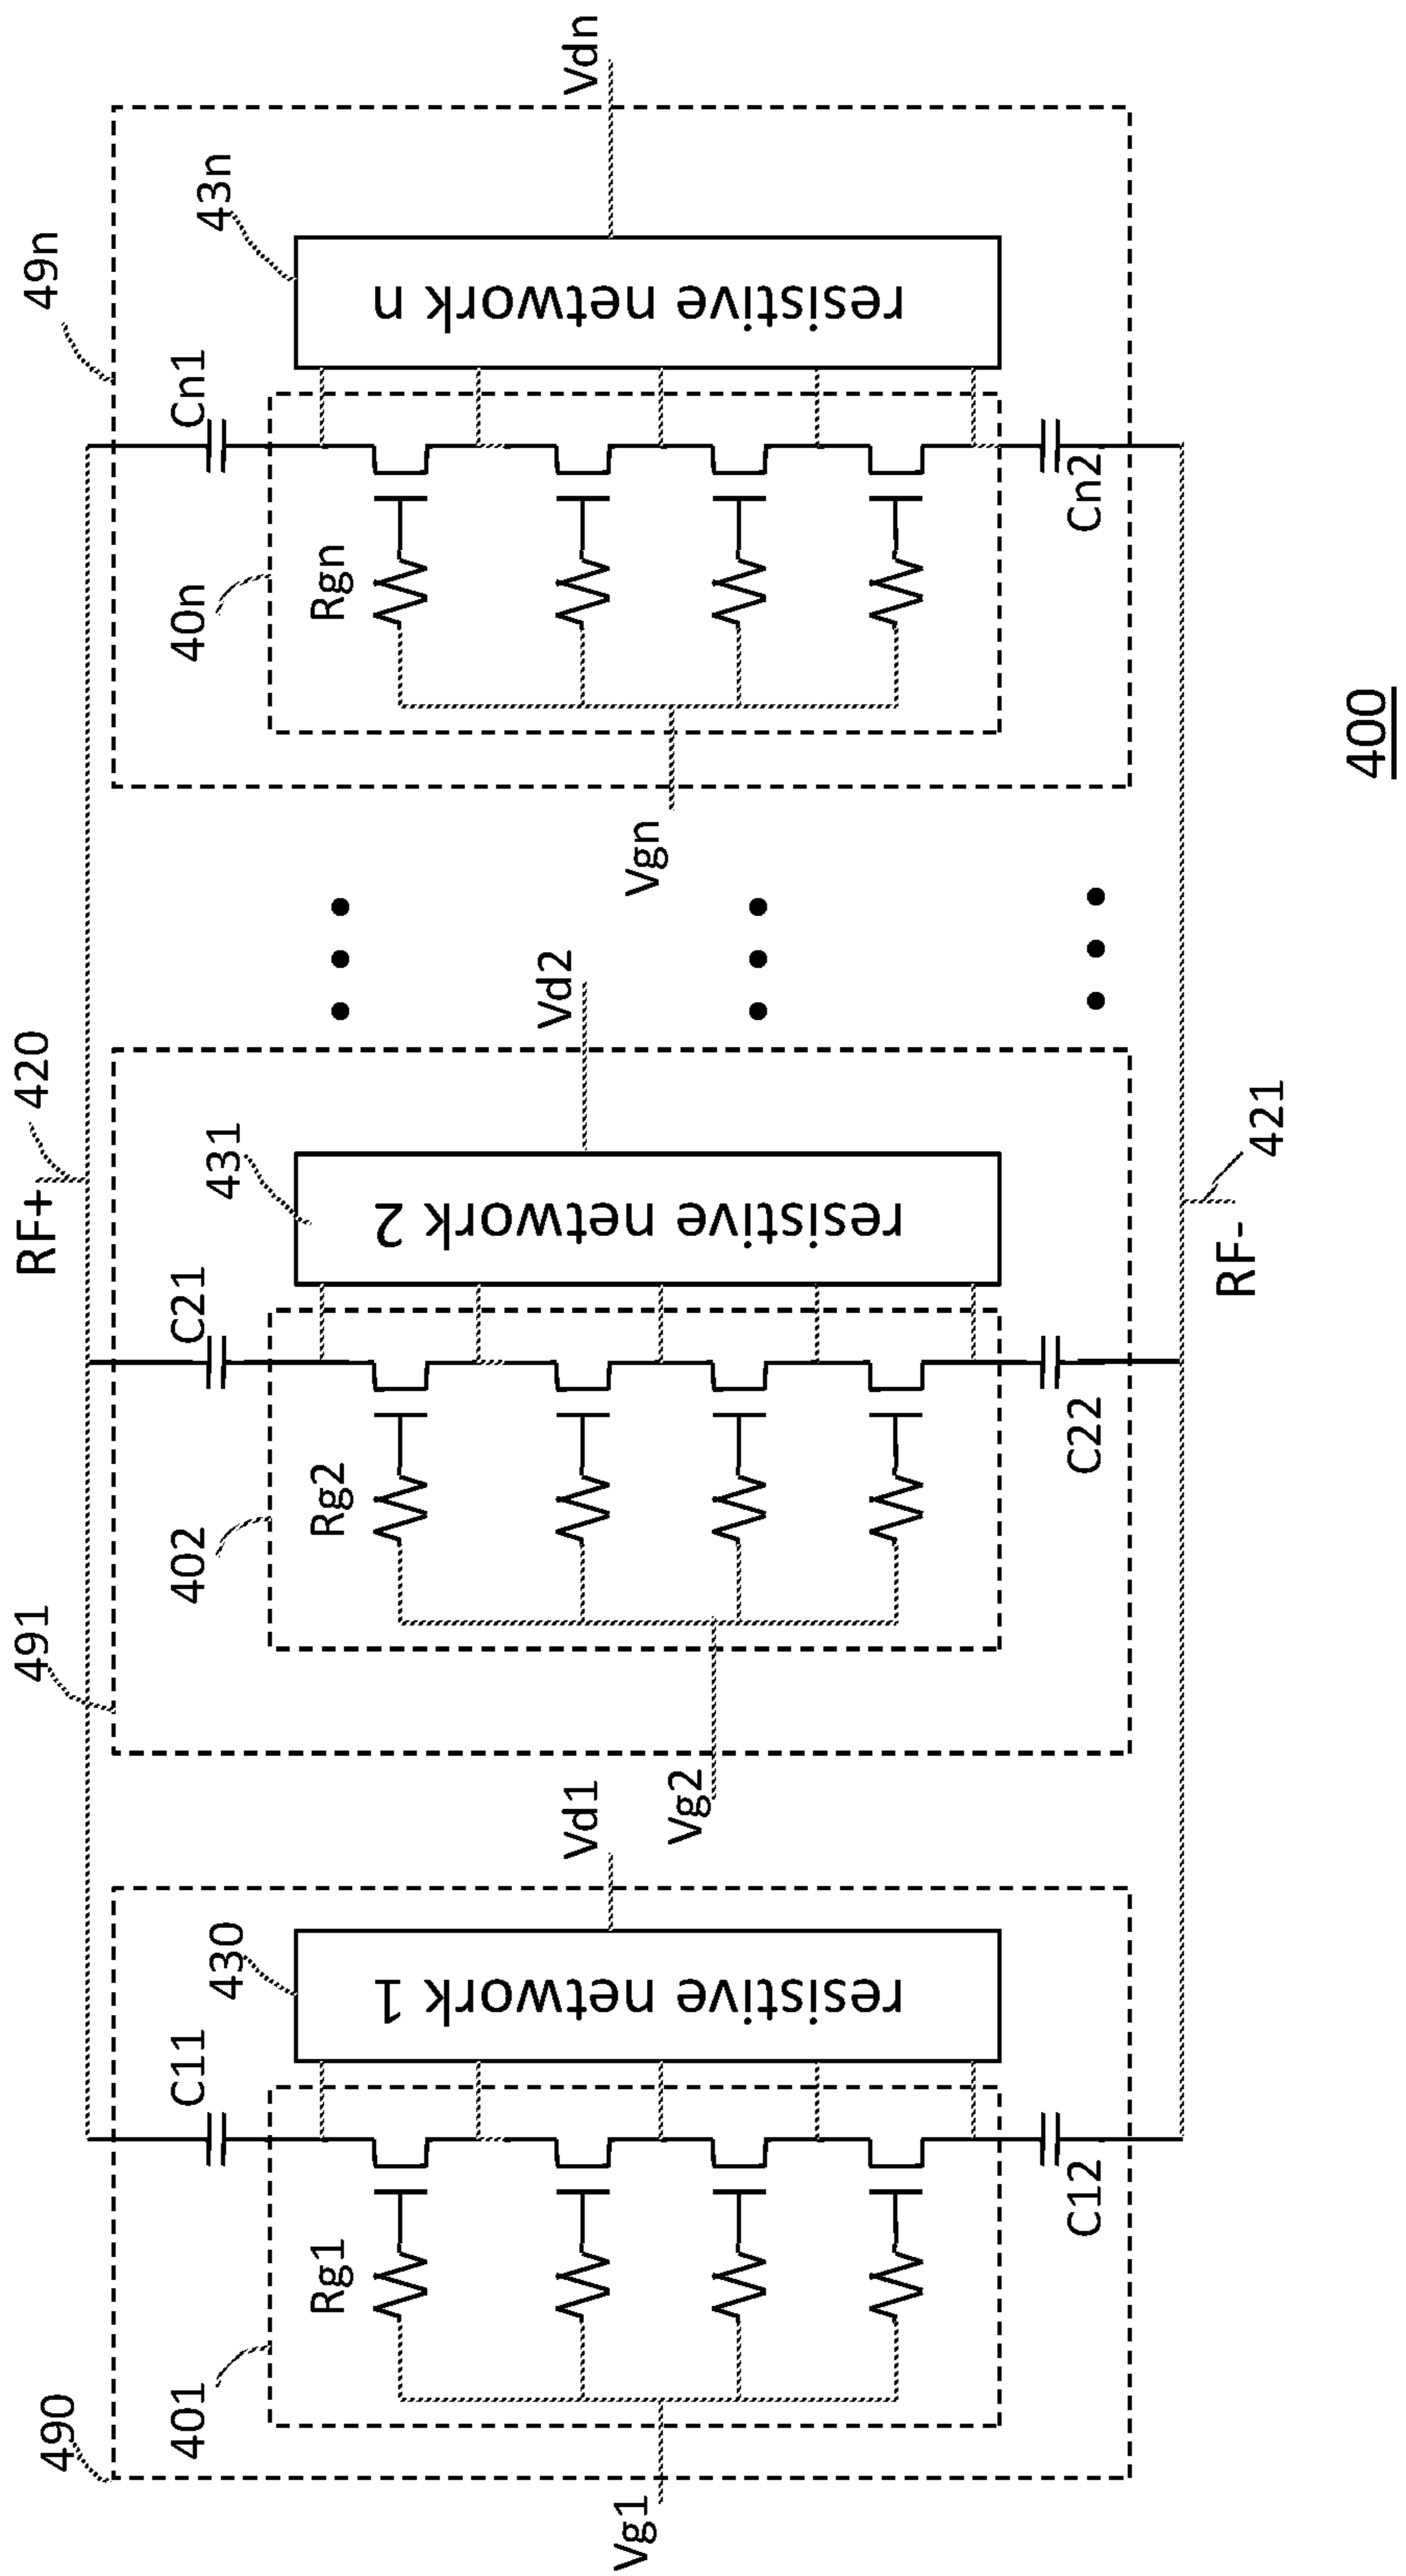 RF+
420
490
C11
401
Rg1
Vg1
430
resistive network 1
Vd1
C12
491
C21
402
Rg2
Vg2
431
resistive network 2
Vd2
C22
49n
Cn1
40n
Rgn
Vgn
43n
resistive network n
Vdn
Cn2
RF-
421
400